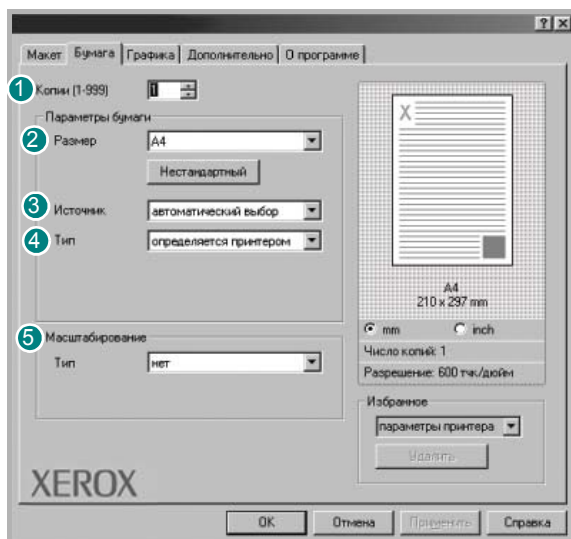 Макет Бумага Графика Дополнительно О программе
1 Копии (1-999) 1
Параметры бумаги
2 Размер A4
Нестандартный
3 Источник автоматический выбор
4 Тип определяется принтером
5 Масштабирование
Тип нет
X
A4
210 x 297 mm
mm inch
Число копий: 1
Разрешение: 600 тчк/дюйм
Избранное
параметры принтера
Удалить
XEROX
OK Отмена Применить Справка